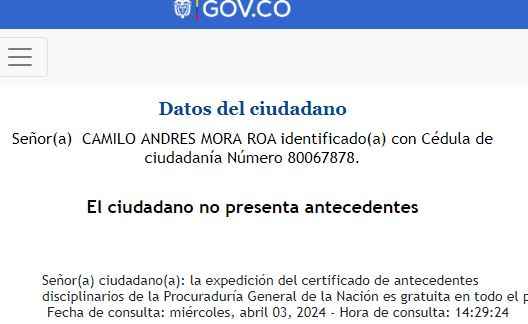 GOV.CO
Datos del ciudadano
Señor(a) CAMILO ANDRES MORA ROA identificado(a) con Cédula de
ciudadanía Número 80067878.
El ciudadano no presenta antecedentes
Señor(a) ciudadano(a): la expedición del certificado de antecedentes
disciplinarios de la Procuraduría General de la Nación es gratuita en todo el p
Fecha de consulta: miércoles, abril 03, 2024 - Hora de consulta: 14:29:24